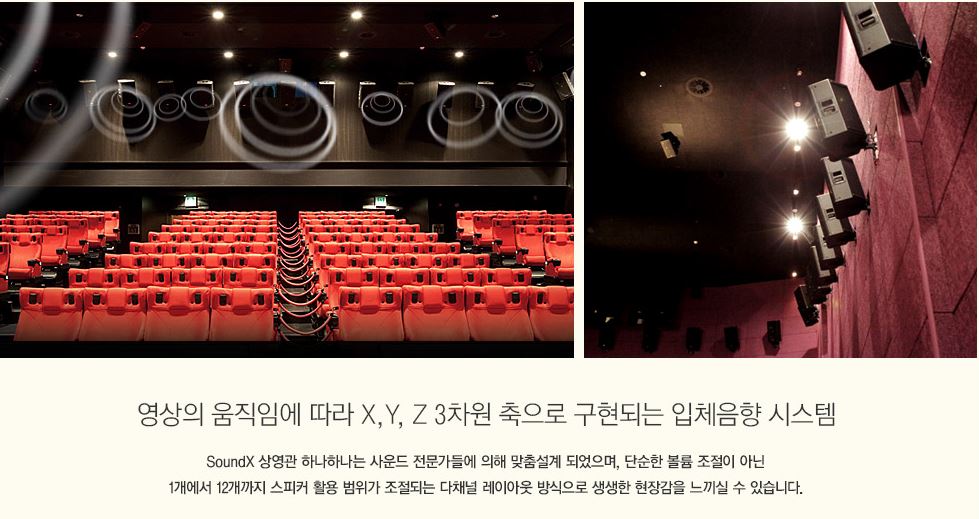 영상의 움직임에 따라 X,Y, Z 3차원 축으로 구현되는 입체음향 시스템
SoundX 상영관 하나하나는 사운드 전문가들에 의해 맞춤설계 되었으며, 단순한 볼륨 조절이 아닌
1개에서 12개까지 스피커 활용 범위가 조절되는 다채널 레이아웃 방식으로 생생한 현장감을 느끼실 수 있습니다.